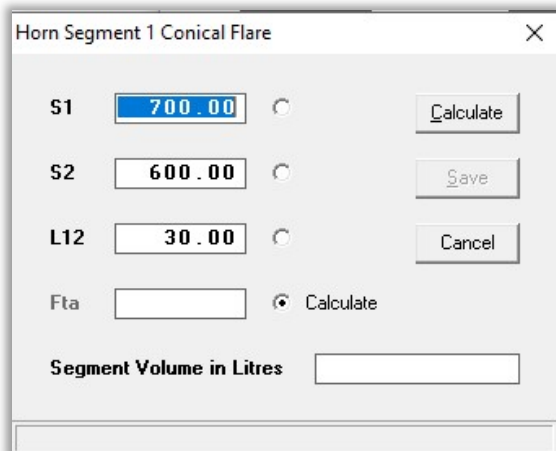 Horn Segment 1 Conical Flare
S1 700.00 Calculate
S2 600.00 Save
L12 30.00 Cancel
Fta Calculate
Segment Volume in Litres